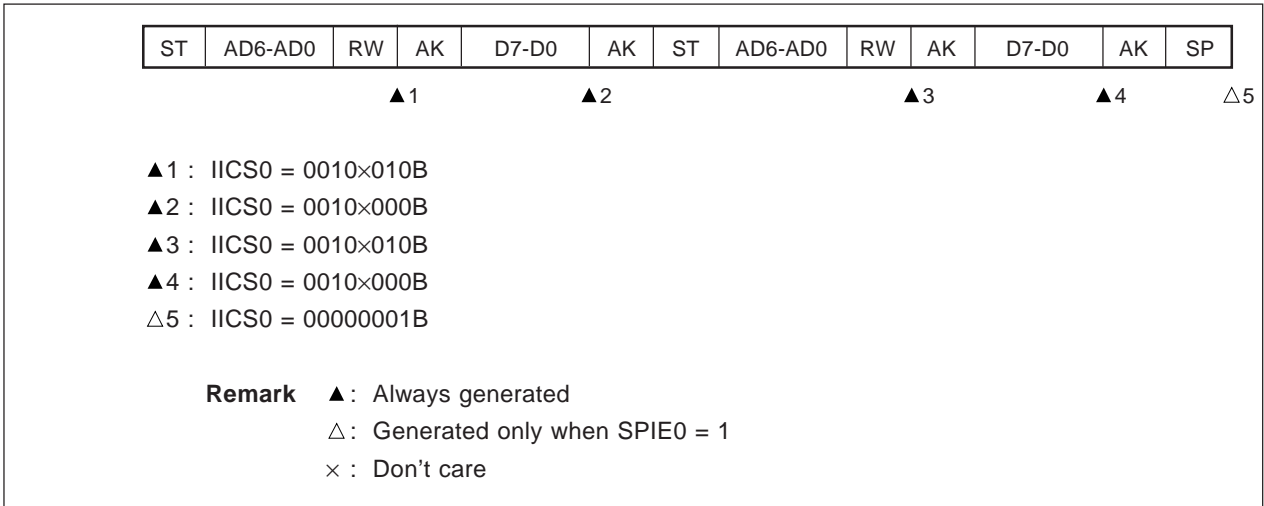 ST AD6-AD0 RW AK D7-D0 AK ST AD6-AD0 RW AK D7-D0 AK SP
▲1 ▲2 ▲3 ▲4 △5
▲1 : IICS0 = 0010×010B
▲2 : IICS0 = 0010×000B
▲3 : IICS0 = 0010×010B
▲4 : IICS0 = 0010×000B
△5 : IICS0 = 00000001B
Remark ▲ : Always generated
△ : Generated only when SPIE0 = 1
× : Don't care